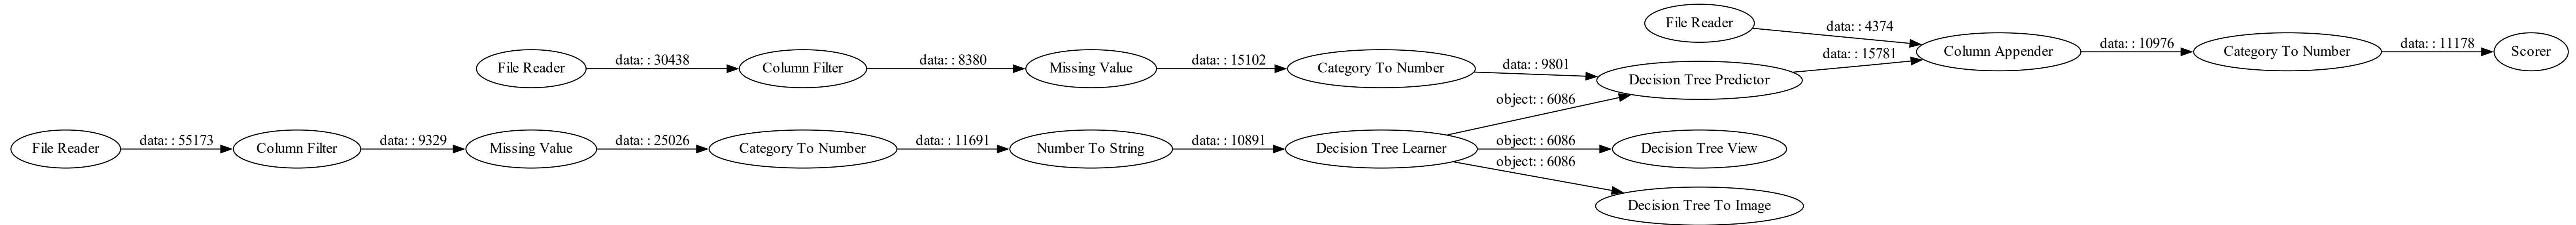 File Reader
data: : 4374
File Reader
data: : 30438
Column Filter
data: : 8380
Missing Value
data: : 15102
Category To Number
data: : 9801
Decision Tree Predictor
data: : 15781
Column Appender
data: : 10976
Category To Number
data: : 11178
Scorer
object: : 6086
File Reader
data: : 55173
Column Filter
data: : 9329
Missing Value
data: : 25026
Category To Number
data: : 11691
Number To String
data: : 10891
Decision Tree Learner
object: : 6086
Decision Tree View
object: : 6086
Decision Tree To Image